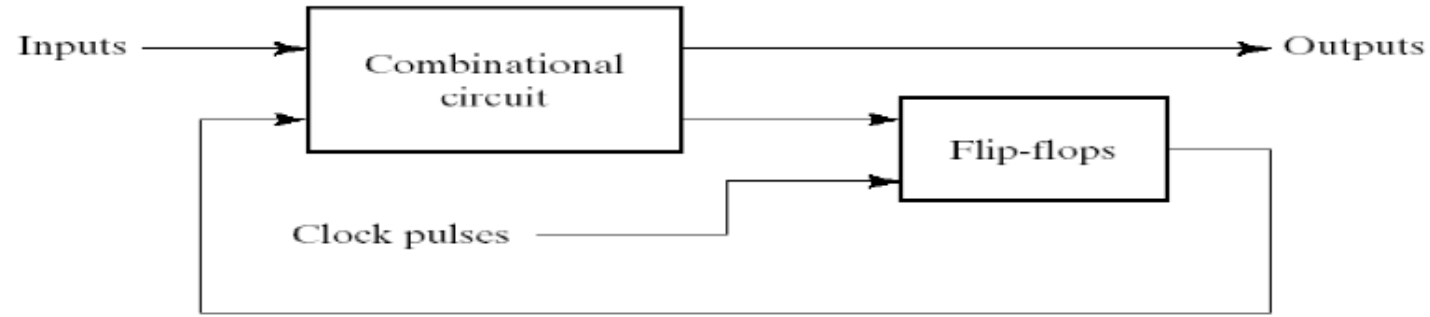 Inputs
Combinational
circuit
Outputs
Flip-flops
Clock pulses